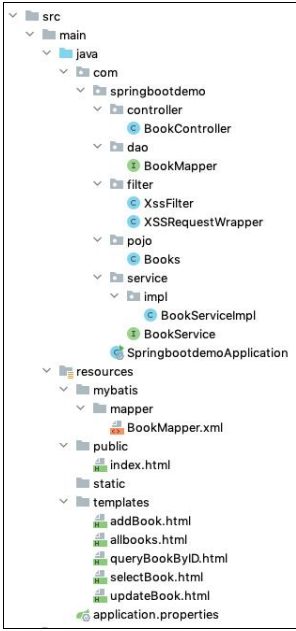 src
main
java
com
springbootdemo
controller
BookController
dao
BookMapper
filter
XssFilter
XSSRequestWrapper
pojo
Books
service
impl
BookServiceImpl
BookService
SpringbootdemoApplication
resources
mybatis
mapper
BookMapper.xml
public
index.html
static
templates
addBook.html
allbooks.html
queryBookByID.html
selectBook.html
updateBook.html
application.properties